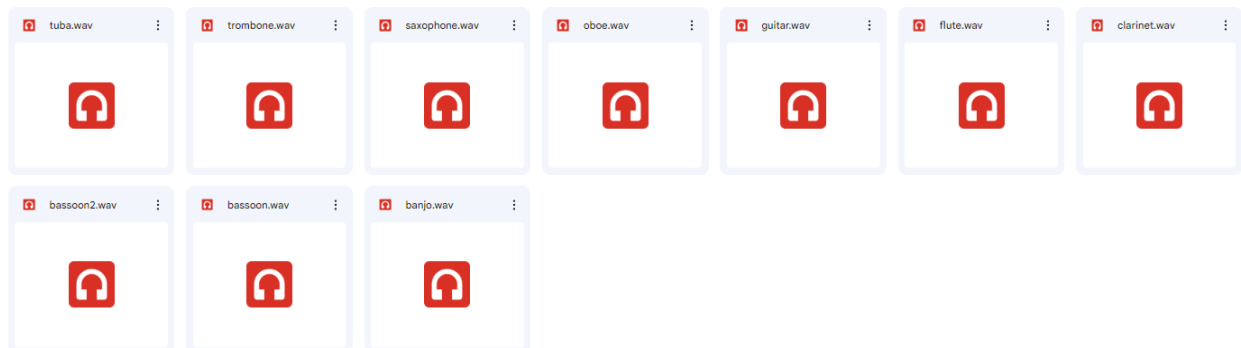 tuba.wav
trombone.wav
saxophone.wav
oboe.wav
guitar.wav
flute.wav
clarinet.wav
bassoon2.wav
bassoon.wav
banjo.wav